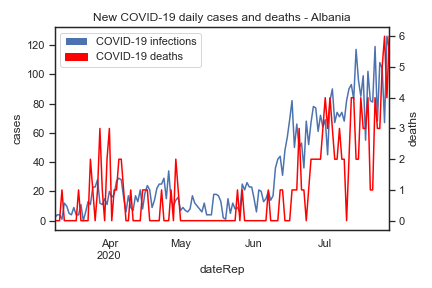 New COVID-19 daily cases and deaths - Albania
COVID-19 infections
COVID-19 deaths
120
100
80
60
40
20
0
cases
6
5
4
3
2
1
0
deaths
Apr
2020
May
Jun
Jul
dateRep